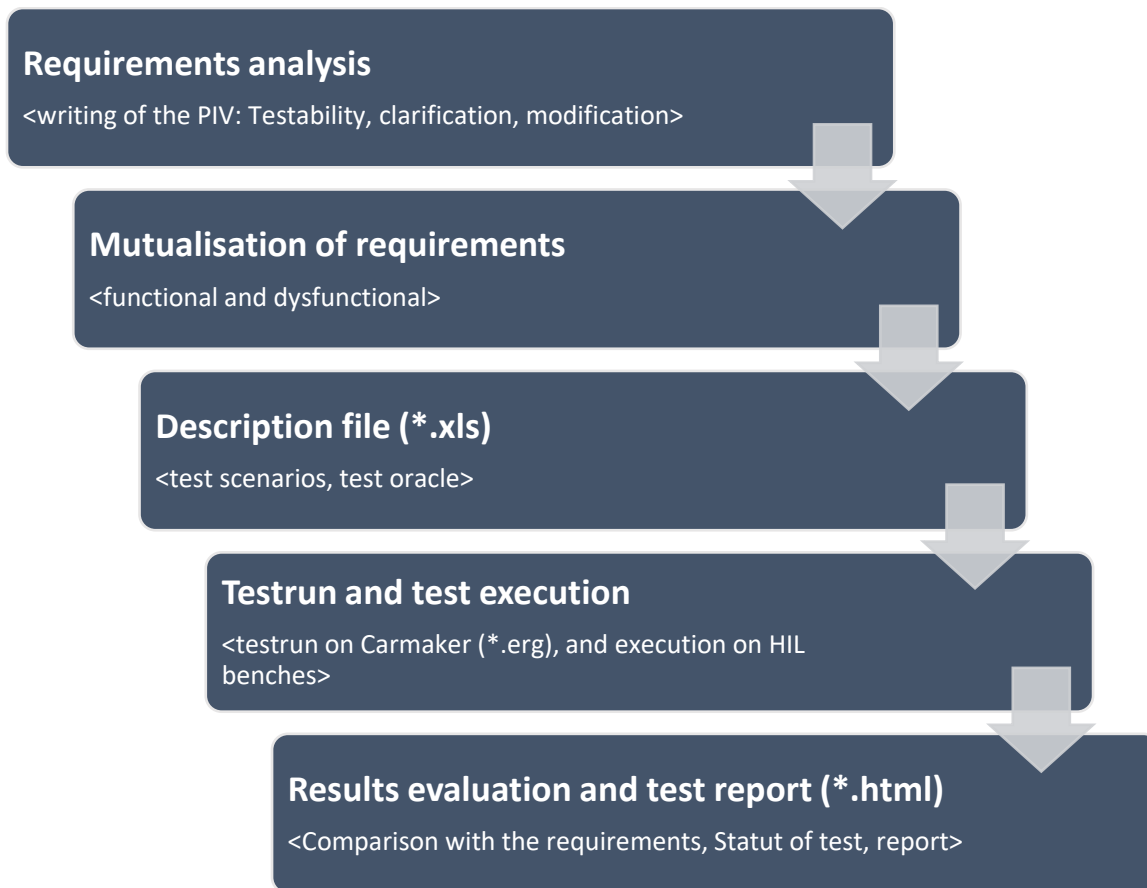 Requirements analysis
<writing of the PIV: Testability, clarification, modification>
Mutualisation of requirements
<functional and dysfunctional>
Description file (*.xls)
<test scenarios, test oracle>
Testrun and test execution
<testrun on Carmaker (*.erg), and execution on HIL
benches>
Results evaluation and test report (*.html)
<Comparison with the requirements, Statut of test, report>